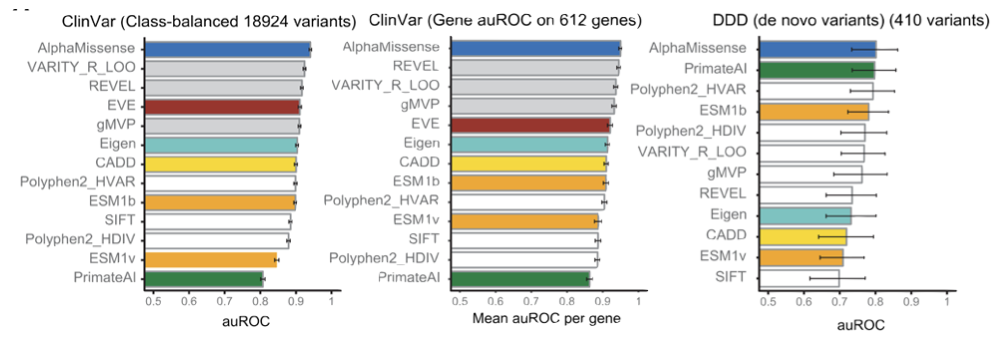 ClinVar (Class-balanced 18924 variants)
AlphaMissense
VARITY_R_LOO
REVEL
EVE
gMVP
Eigen
CADD
Polyphen2_HVAR
ESM1b
SIFT
Polyphen2_HDIV
ESM1v
PrimateAI
0.5 0.6 0.7 0.8 0.9 1
auROC
ClinVar (Gene auROC on 612 genes)
AlphaMissense
REVEL
VARITY_R_LOO
gMVP
EVE
Eigen
CADD
ESM1b
Polyphen2_HVAR
ESM1v
SIFT
Polyphen2_HDIV
PrimateAI
0.5 0.6 0.7 0.8 0.9 1
Mean auROC per gene
DDD (de novo variants) (410 variants)
AlphaMissense
PrimateAI
Polyphen2_HVAR
ESM1b
Polyphen2_HDIV
VARITY_R_LOO
gMVP
REVEL
Eigen
CADD
ESM1v
SIFT
0.5 0.6 0.7 0.8 0.9 1
auROC